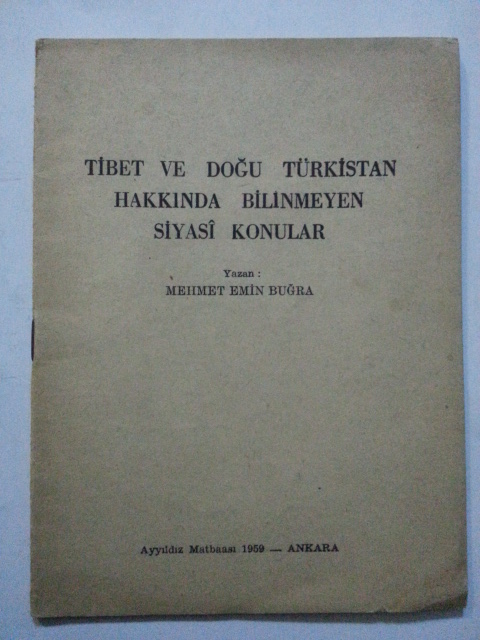 TİBET VE DOĞU TÜRKİSTAN
HAKKINDA BİLİNMEYEN
SİYASÎ KONULAR
Yazan :
MEHMET EMİN BUĞRA
Ayyıldız Matbaası 1959 — ANKARA